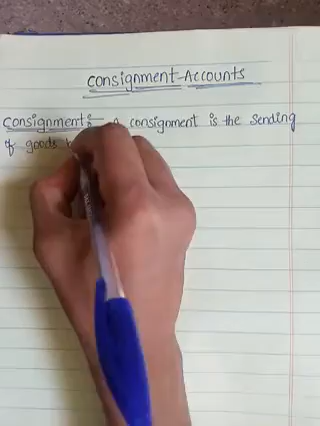 consignment-Accounts
consignment:- A consignment is the sending
of goods